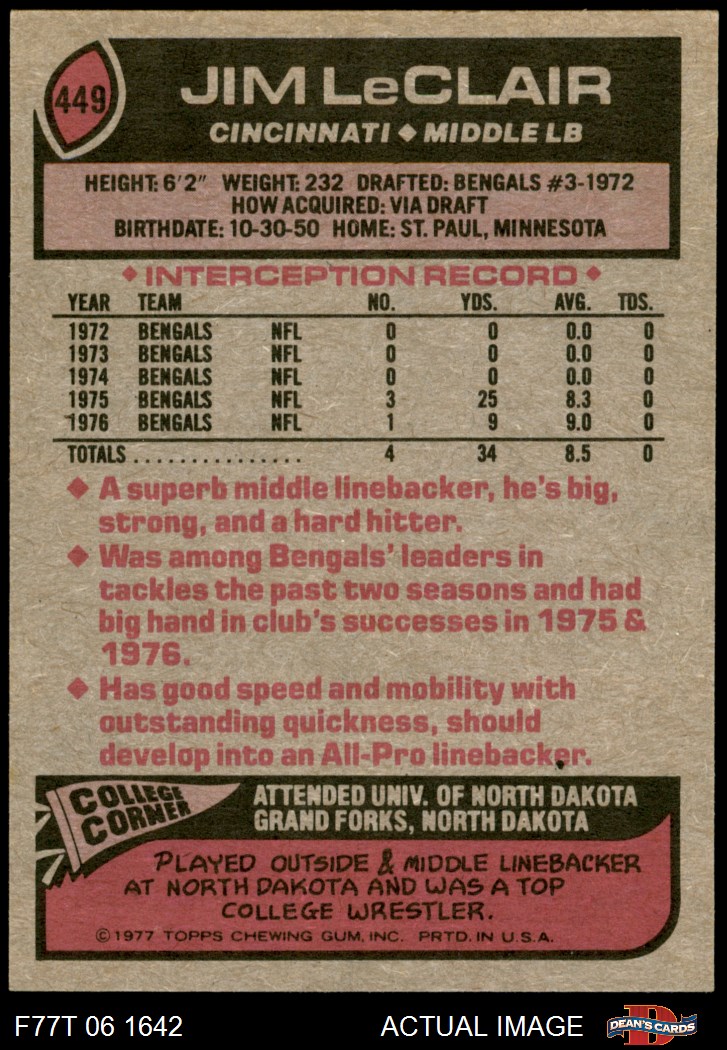 449
JIM LeCLAIR
CINCINNATI ◆ MIDDLE LB
HEIGHT: 6'2" WEIGHT: 232 DRAFTED: BENGALS #3-1972
HOW ACQUIRED: VIA DRAFT
BIRTHDATE: 10-30-50 HOME: ST. PAUL, MINNESOTA
◆ INTERCEPTION RECORD ◆
YEAR TEAM NO. YDS. AVG. TDS.
1972 BENGALS NFL 0 0 0.0 0
1973 BENGALS NFL 0 0 0.0 0
1974 BENGALS NFL 0 0 0.0 0
1975 BENGALS NFL 3 25 8.3 0
1976 BENGALS NFL 1 9 9.0 0
TOTALS ................ 4 34 8.5 0
◆ A superb middle linebacker, he's big,
strong, and a hard hitter.
◆ Was among Bengals' leaders in
tackles the past two seasons and had
big hand in club's successes in 1975 &
1976.
◆ Has good speed and mobility with
outstanding quickness, should
develop into an All-Pro linebacker.
COLLEGE
CORNER
ATTENDED UNIV. OF NORTH DAKOTA
GRAND FORKS, NORTH DAKOTA
PLAYED OUTSIDE & MIDDLE LINEBACKER
AT NORTH DAKOTA AND WAS A TOP
COLLEGE WRESTLER.
© 1977 TOPPS CHEWING GUM, INC. PRTD. IN U.S.A.
F77T 06 1642
ACTUAL IMAGE
DEAN'S CARDS